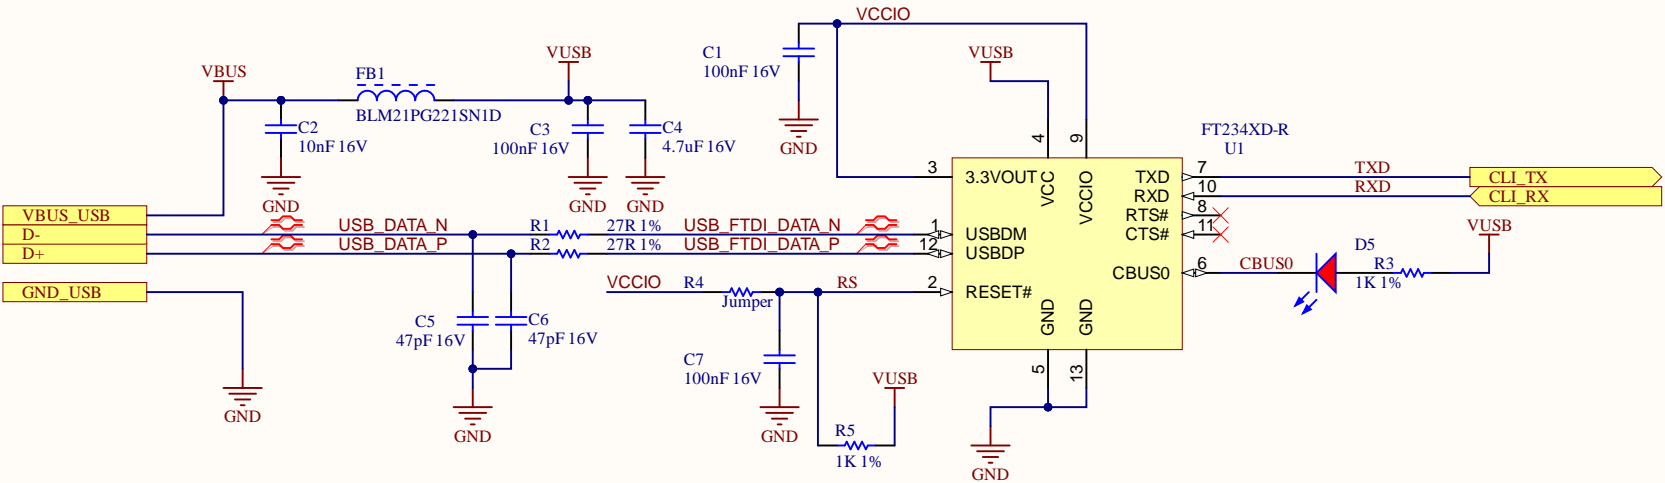 VCCIO
C1
100nF 16V
GND
VUSB
VBUS
FB1
BLM21PG221SN1D
VUSB
C2
10nF 16V
GND
C3
100nF 16V
GND
C4
4.7uF 16V
GND
FT234XD-R
U1
4
9
VCC
VCCIO
3
3.3VOUT
TXD
7
TXD
CLI_TX
RXD
10
RXD
CLI_RX
RTS#
8
CTS#
11
VBUS_USB
D-
D+
USB_DATA_N
R1
27R 1%
USB_FTDI_DATA_N
1
USBDM
USB_DATA_P
R2
27R 1%
USB_FTDI_DATA_P
12
USBDP
CBUS0
6
CBUS0
D5
R3
1K 1%
VUSB
GND_USB
GND
VCCIO
R4
Jumper
RS
2
RESET#
GND
GND
5
13
C5
47pF 16V
C6
47pF 16V
GND
C7
100nF 16V
GND
VUSB
R5
1K 1%
GND